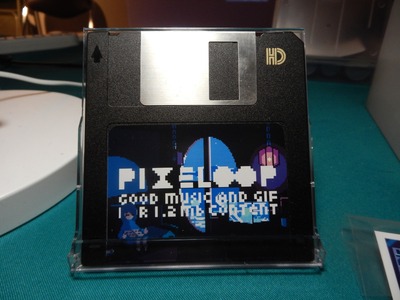 HD
PIXELOOP
GOOD MUSIC AND GIF
1.2 MB CONTENT